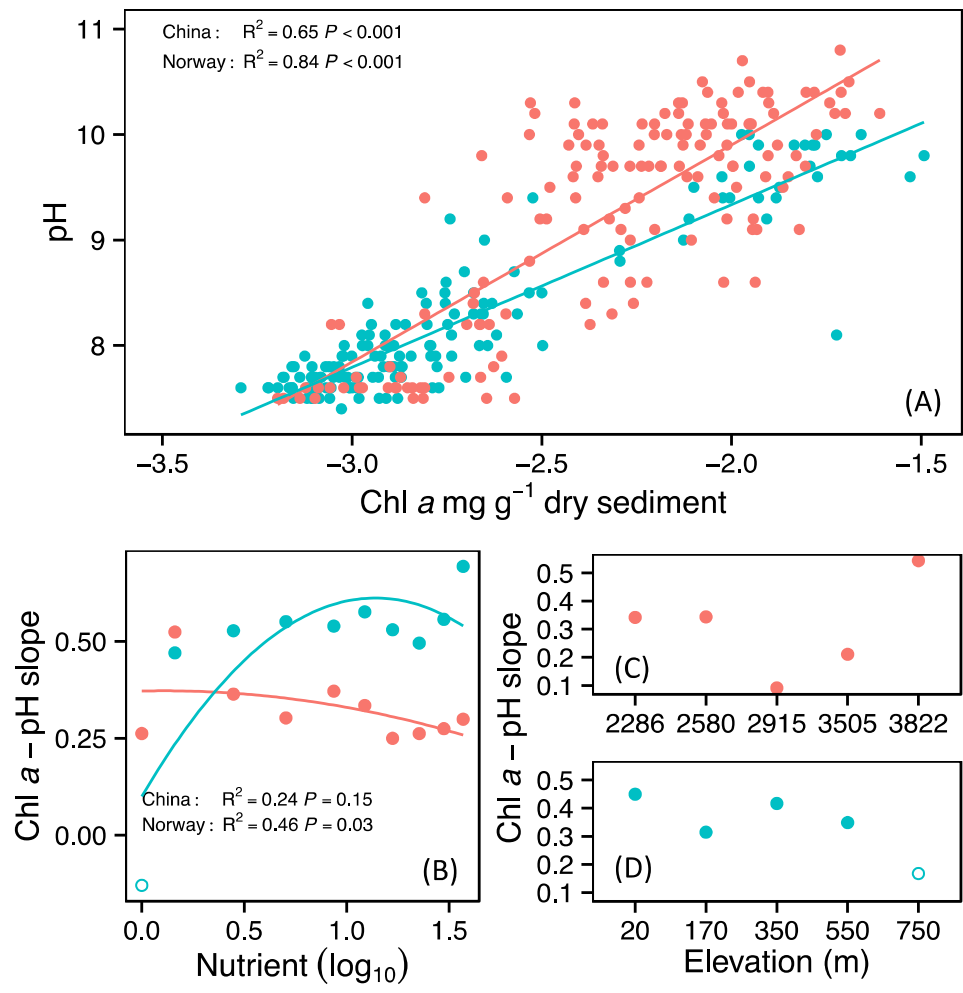 China : R² = 0.65 P < 0.001
Norway : R² = 0.84 P < 0.001
11
10
9
8
pH
(A)
−3.5 −3.0 −2.5 −2.0 −1.5
Chl a mg g⁻¹ dry sediment
0.50
0.25
0.00
Chl a − pH slope
China : R² = 0.24 P = 0.15
Norway : R² = 0.46 P = 0.03
(B)
0.0 0.5 1.0 1.5
Nutrient (log₁₀)
Chl a − pH slope
0.5
0.4
0.3
0.2
0.1
(C)
2286 2580 2915 3505 3822
0.5
0.4
0.3
0.2
0.1
(D)
20 170 350 550 750
Elevation (m)